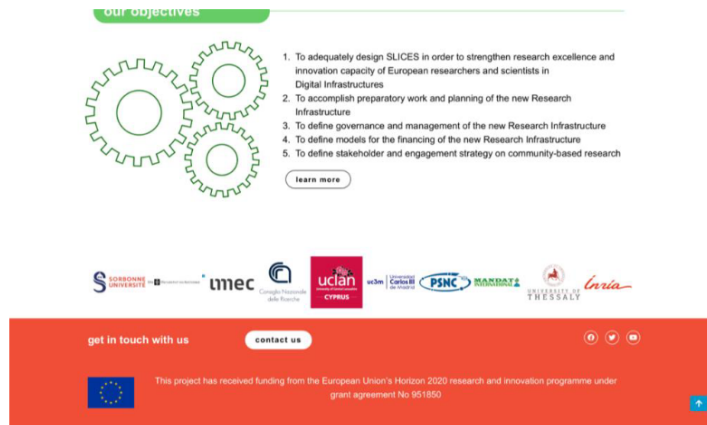 our objectives
1. To adequately design SLICES in order to strengthen research excellence and
innovation capacity of European researchers and scientists in
Digital Infrastructures
2. To accomplish preparatory work and planning of the new Research
Infrastructure
3. To define governance and management of the new Research Infrastructure
4. To define models for the financing of the new Research Infrastructure
5. To define stakeholder and engagement strategy on community-based research
learn more
SORBONNE
UNIVERSITÉ
imec
Consiglio Nazionale
delle Ricerche
uclan
CYPRUS
uc3m
Universidad
Carlos III
de Madrid
PSNC
MANDAT
INTERNATIONAL
UNIVERSITY OF
THESSALY
Inria
get in touch with us
contact us
This project has received funding from the European Union's Horizon 2020 research and innovation programme under
grant agreement No 951850